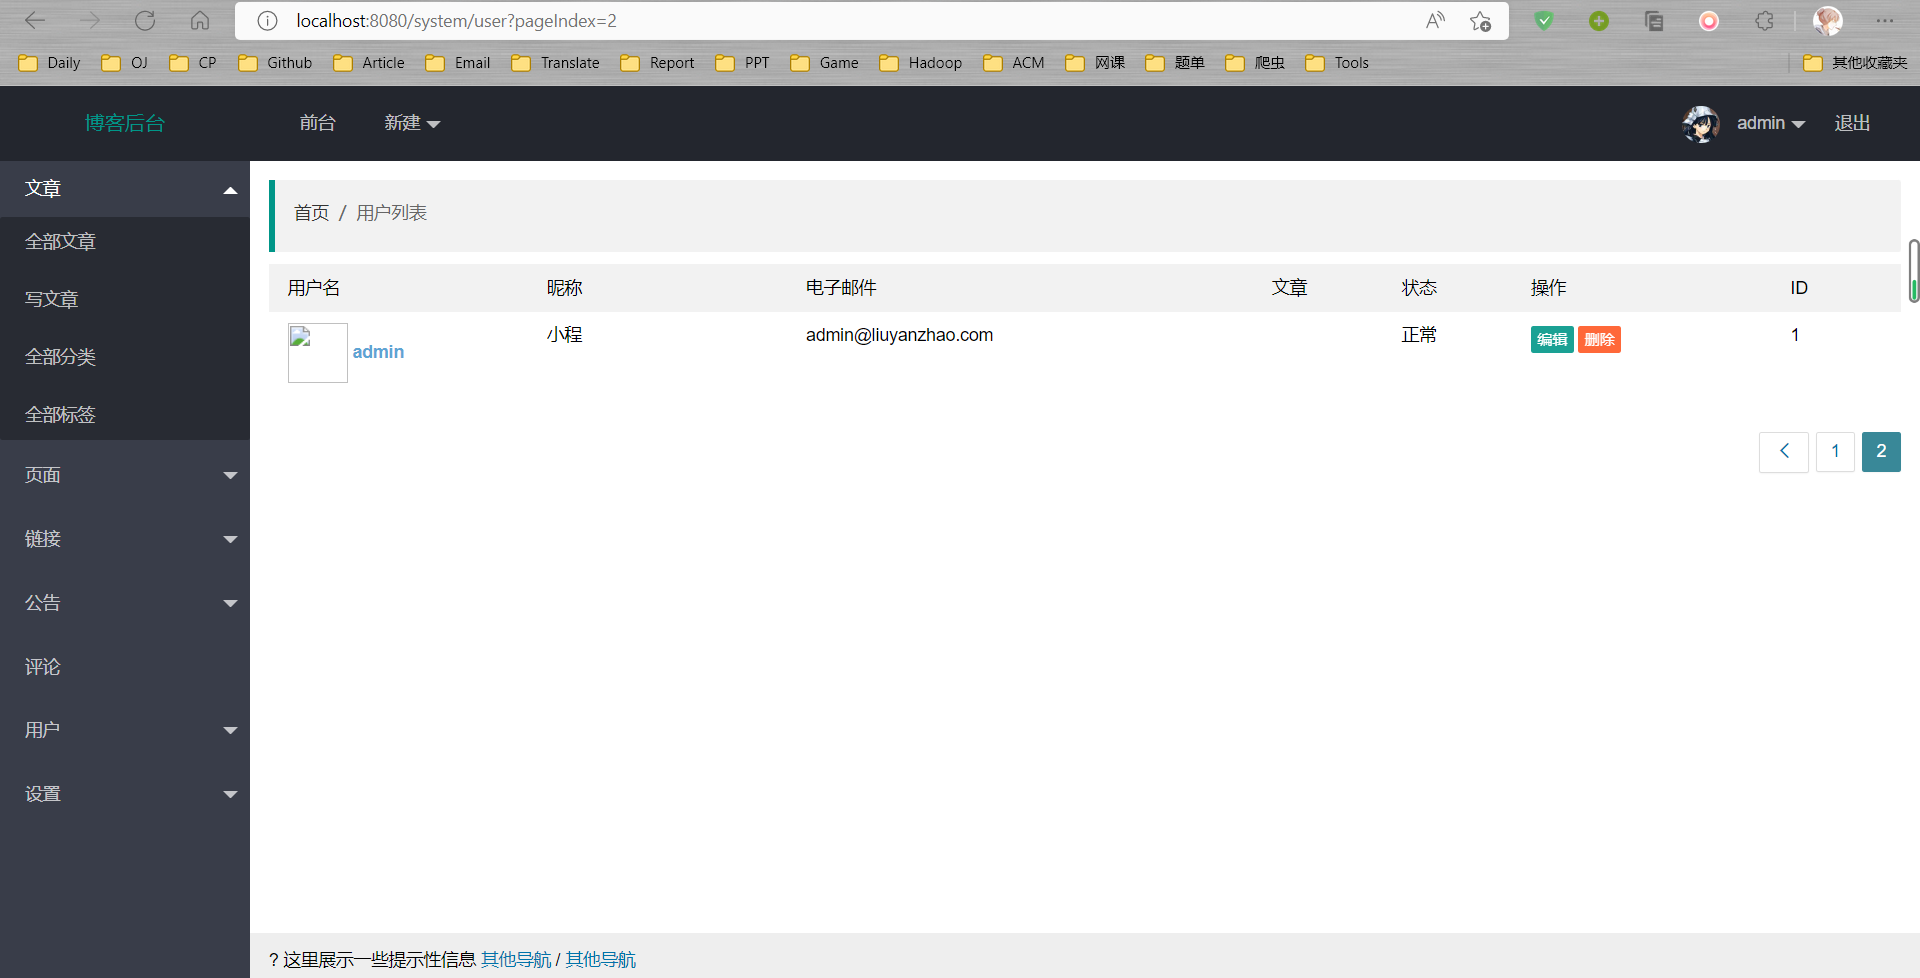 localhost:8080/system/user?pageIndex=2
Daily OJ CP Github Article Email Translate Report PPT Game Hadoop ACM 网课 题单 爬虫 Tools 其他收藏夹
博客后台 前台 新建 admin 退出
文章
全部文章
写文章
全部分类
全部标签
页面
链接
公告
评论
用户
设置
首页 / 用户列表
用户名 昵称 电子邮件 文章 状态 操作 ID
admin 小程 admin@liuyanzhao.com 正常 编辑 删除 1
1 2
? 这里展示一些提示性信息 其他导航 / 其他导航